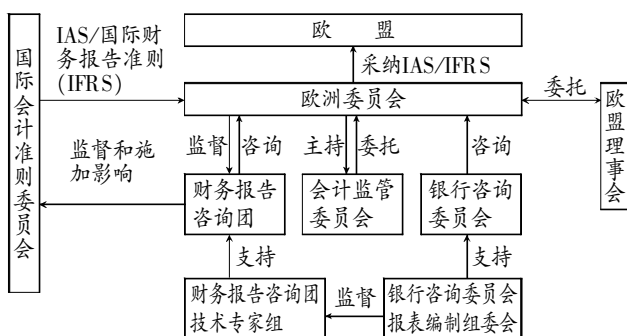 欧 盟
IAS/国际财
务报告准则
(IFRS)
采纳IAS/IFRS
国际会计准则委员会
欧洲委员会
委托
欧盟理事会
监督和施
加影响
监督
咨询
主持
委托
咨询
财务报告
咨询团
会计监管
委员会
银行咨询
委员会
支持
支持
财务报告咨询团
技术专家组
监督
银行咨询委员会
报表编制组委会